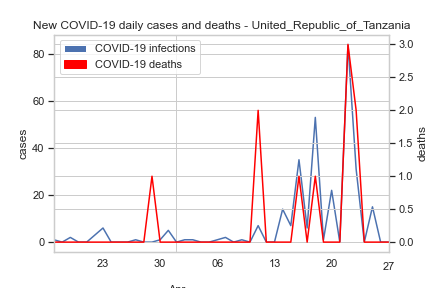 New COVID-19 daily cases and deaths - United_Republic_of_Tanzania
COVID-19 infections
COVID-19 deaths
80
60
40
20
0
cases
3.0
2.5
2.0
1.5
1.0
0.5
0.0
deaths
23 30 06 13 20 27